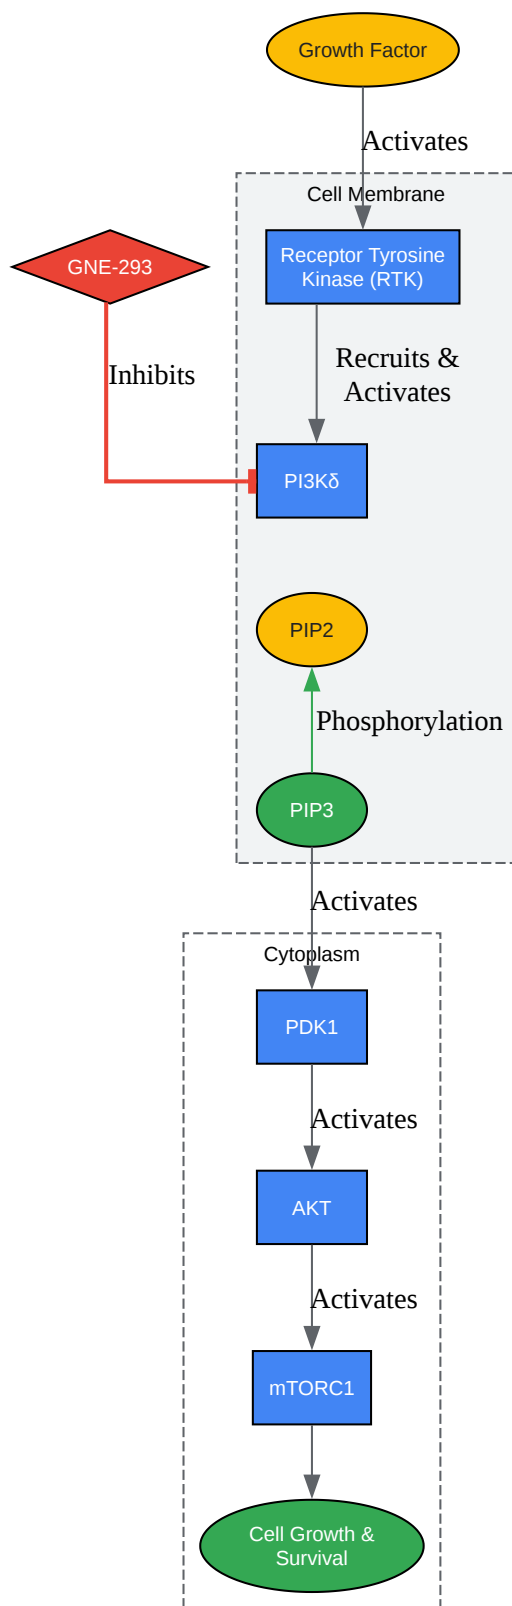 Growth Factor
Activates
Cell Membrane
GNE-293
Receptor Tyrosine
Kinase (RTK)
Inhibits
Recruits &
Activates
PI3Kδ
PIP2
Phosphorylation
PIP3
Activates
Cytoplasm
PDK1
Activates
AKT
Activates
mTORC1
Cell Growth &
Survival